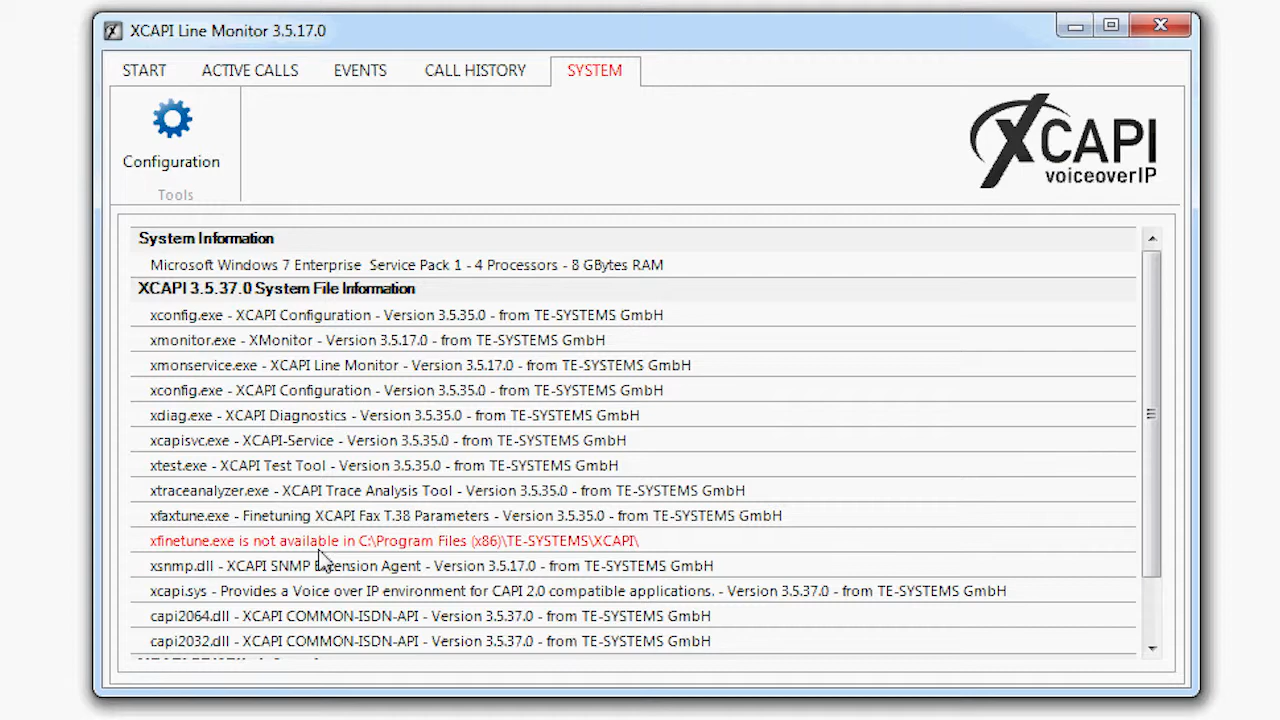 XCAPI Line Monitor 3.5.17.0
START ACTIVE CALLS EVENTS CALL HISTORY SYSTEM
Configuration
Tools
XCAPI
voiceoverIP
System Information
Microsoft Windows 7 Enterprise Service Pack 1 - 4 Processors - 8 GBytes RAM
XCAPI 3.5.37.0 System File Information
xconfig.exe - XCAPI Configuration - Version 3.5.35.0 - from TE-SYSTEMS GmbH
xmonitor.exe - XMonitor - Version 3.5.17.0 - from TE-SYSTEMS GmbH
xmonservice.exe - XCAPI Line Monitor - Version 3.5.17.0 - from TE-SYSTEMS GmbH
xconfig.exe - XCAPI Configuration - Version 3.5.35.0 - from TE-SYSTEMS GmbH
xdiag.exe - XCAPI Diagnostics - Version 3.5.35.0 - from TE-SYSTEMS GmbH
xcapisvc.exe - XCAPI-Service - Version 3.5.35.0 - from TE-SYSTEMS GmbH
xtest.exe - XCAPI Test Tool - Version 3.5.35.0 - from TE-SYSTEMS GmbH
xtraceanalyzer.exe - XCAPI Trace Analysis Tool - Version 3.5.35.0 - from TE-SYSTEMS GmbH
xfaxtune.exe - Finetuning XCAPI Fax T.38 Parameters - Version 3.5.35.0 - from TE-SYSTEMS GmbH
xfinetune.exe is not available in C:\Program Files (x86)\TE-SYSTEMS\XCAPI\
xsnmp.dll - XCAPI SNMP Extension Agent - Version 3.5.17.0 - from TE-SYSTEMS GmbH
xcapi.sys - Provides a Voice over IP environment for CAPI 2.0 compatible applications. - Version 3.5.37.0 - from TE-SYSTEMS GmbH
capi2064.dll - XCAPI COMMON-ISDN-API - Version 3.5.37.0 - from TE-SYSTEMS GmbH
capi2032.dll - XCAPI COMMON-ISDN-API - Version 3.5.37.0 - from TE-SYSTEMS GmbH